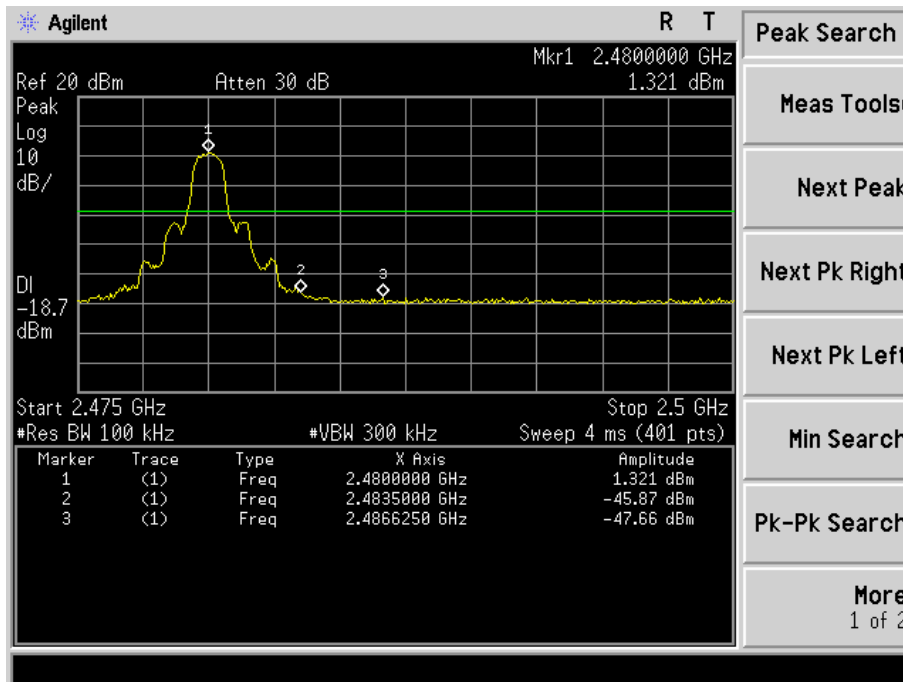 Agilent R T
Mkr1 2.4800000 GHz
Ref 20 dBm Atten 30 dB 1.321 dBm
Peak
Log
10
dB/
1
2
3
DI
-18.7
dBm
Start 2.475 GHz Stop 2.5 GHz
#Res BW 100 kHz #VBW 300 kHz Sweep 4 ms (401 pts)
Marker Trace Type X Axis Amplitude
1 (1) Freq 2.4800000 GHz 1.321 dBm
2 (1) Freq 2.4835000 GHz -45.87 dBm
3 (1) Freq 2.4866250 GHz -47.66 dBm
Peak Search
Meas Tools
Next Peak
Next Pk Right
Next Pk Left
Min Search
Pk-Pk Search
More
1 of 2